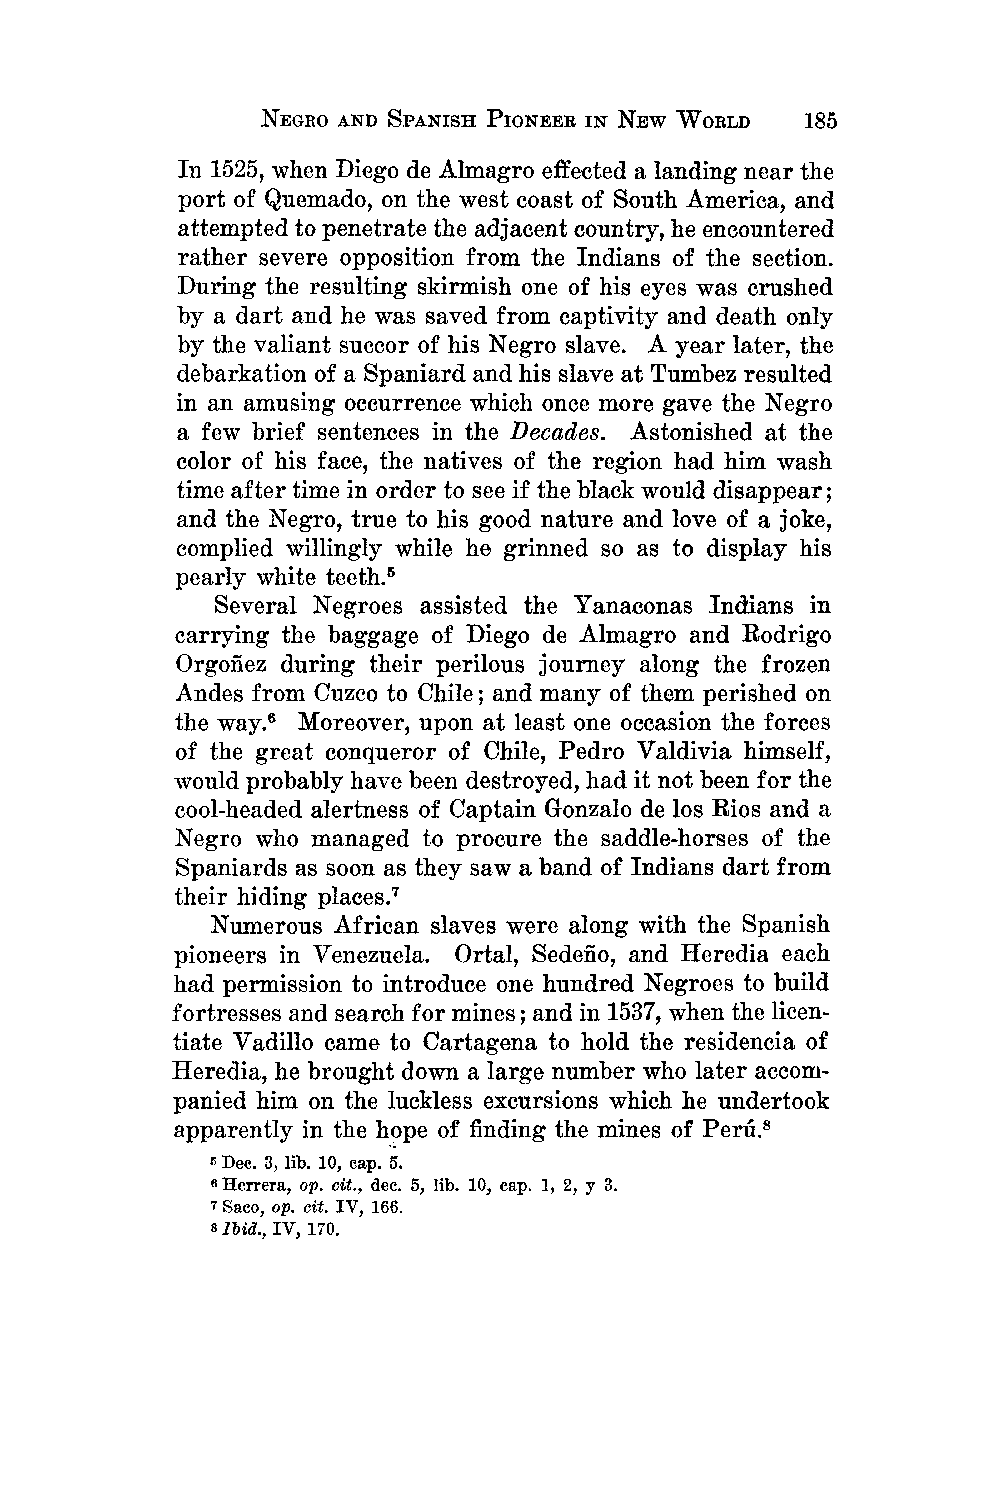 NEGRO AND SPANISH PIONEER IN NEW WORLD 185
In 1525, when Diego de Almagro effected a landing near the
port of Quemado, on the west coast of South America, and
attempted to penetrate the adjacent country, he encountered
rather severe opposition from the Indians of the section.
During the resulting skirmish one of his eyes was crushed
by a dart and he was saved from captivity and death only
by the valiant succor of his Negro slave. A year later, the
debarkation of a Spaniard and his slave at Tumbez resulted
in an amusing occurrence which once more gave the Negro
a few brief sentences in the Decades. Astonished at the
color of his face, the natives of the region had him wash
time after time in order to see if the black would disappear;
and the Negro, true to his good nature and love of a joke,
complied willingly while he grinned so as to display his
pearly white teeth.⁵
Several Negroes assisted the Yanaconas Indians in
carrying the baggage of Diego de Almagro and Rodrigo
Orgoñez during their perilous journey along the frozen
Andes from Cuzco to Chile; and many of them perished on
the way.⁶ Moreover, upon at least one occasion the forces
of the great conqueror of Chile, Pedro Valdivia himself,
would probably have been destroyed, had it not been for the
cool-headed alertness of Captain Gonzalo de los Rios and a
Negro who managed to procure the saddle-horses of the
Spaniards as soon as they saw a band of Indians dart from
their hiding places.⁷
Numerous African slaves were along with the Spanish
pioneers in Venezuela. Ortal, Sedeño, and Heredia each
had permission to introduce one hundred Negroes to build
fortresses and search for mines; and in 1537, when the licen-
tiate Vadillo came to Cartagena to hold the residencia of
Heredia, he brought down a large number who later accom-
panied him on the luckless excursions which he undertook
apparently in the hope of finding the mines of Perú.⁸
⁵ Dec. 3, lib. 10, cap. 5.
⁶ Herrera, op. cit., dec. 5, lib. 10, cap. 1, 2, y 3.
⁷ Saco, op. cit. IV, 166.
⁸ Ibid., IV, 170.